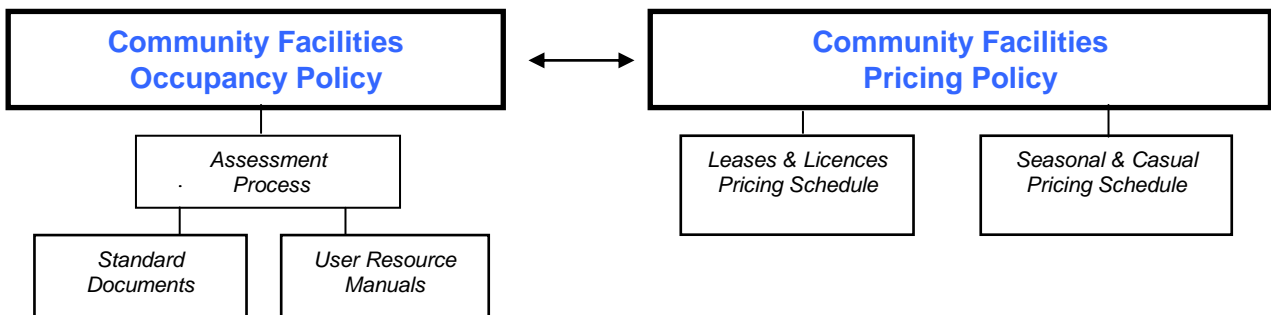 Community Facilities
Occupancy Policy
Community Facilities
Pricing Policy
Assessment
Process
Leases & Licences
Pricing Schedule
Seasonal & Casual
Pricing Schedule
Standard
Documents
User Resource
Manuals